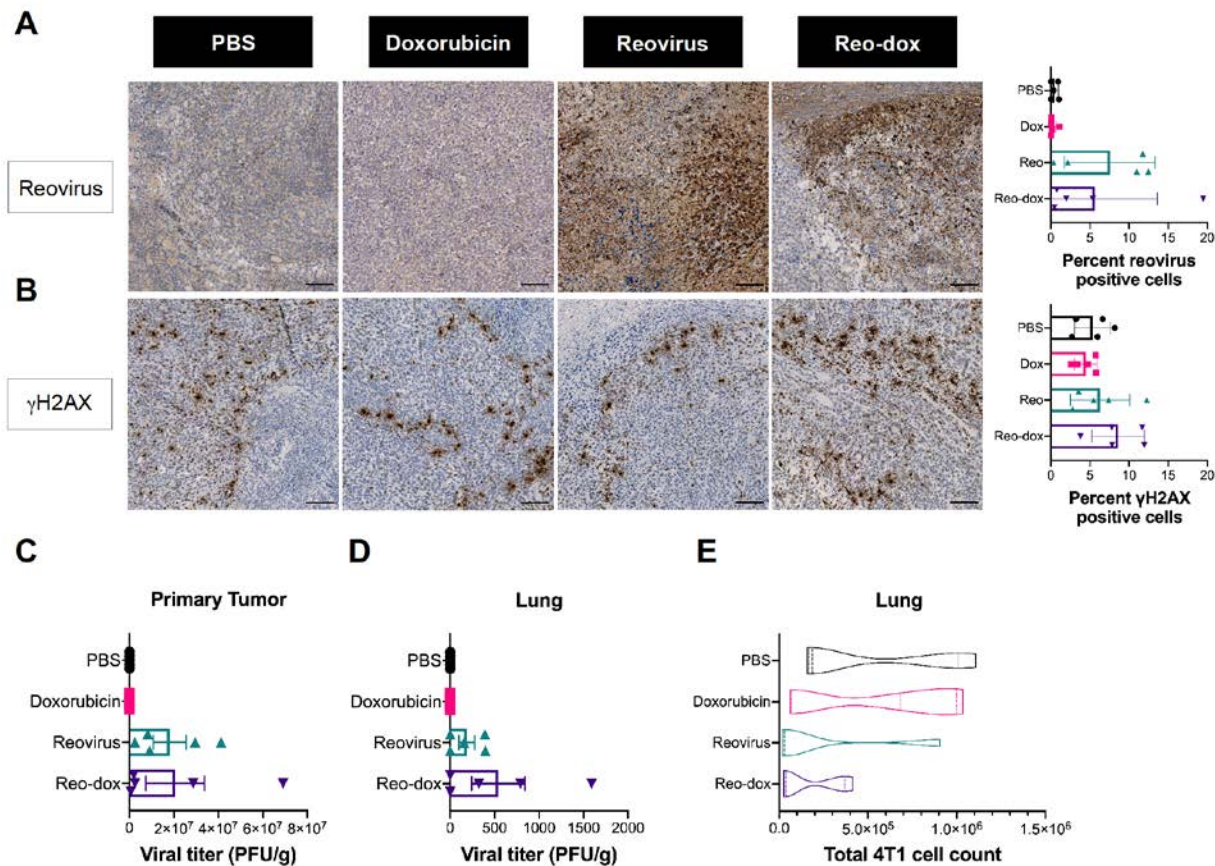 A
PBS
Doxorubicin
Reovirus
Reo-dox
Reovirus
PBS
Dox
Reo
Reo-dox
0 5 10 15 20
Percent reovirus
positive cells
B
γH2AX
PBS
Dox
Reo
Reo-dox
0 5 10 15 20
Percent γH2AX
positive cells
C
Primary Tumor
PBS
Doxorubicin
Reovirus
Reo-dox
0 2×10⁷ 4×10⁷ 6×10⁷ 8×10⁷
Viral titer (PFU/g)
D
Lung
PBS
Doxorubicin
Reovirus
Reo-dox
0 500 1000 1500 2000
Viral titer (PFU/g)
E
Lung
PBS
Doxorubicin
Reovirus
Reo-dox
0.0 5.0×10⁵ 1.0×10⁶ 1.5×10⁶
Total 4T1 cell count